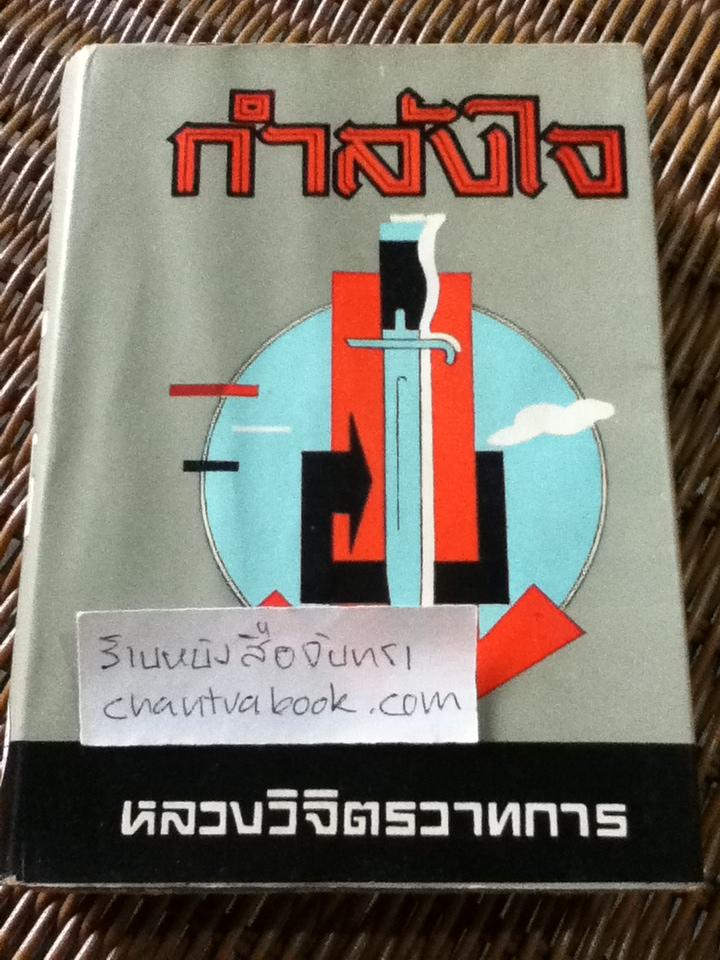 กำลังใจ
ร้านหนังสือจันทรา
chantrabook.com
หลวงวิจิตรวาทการ